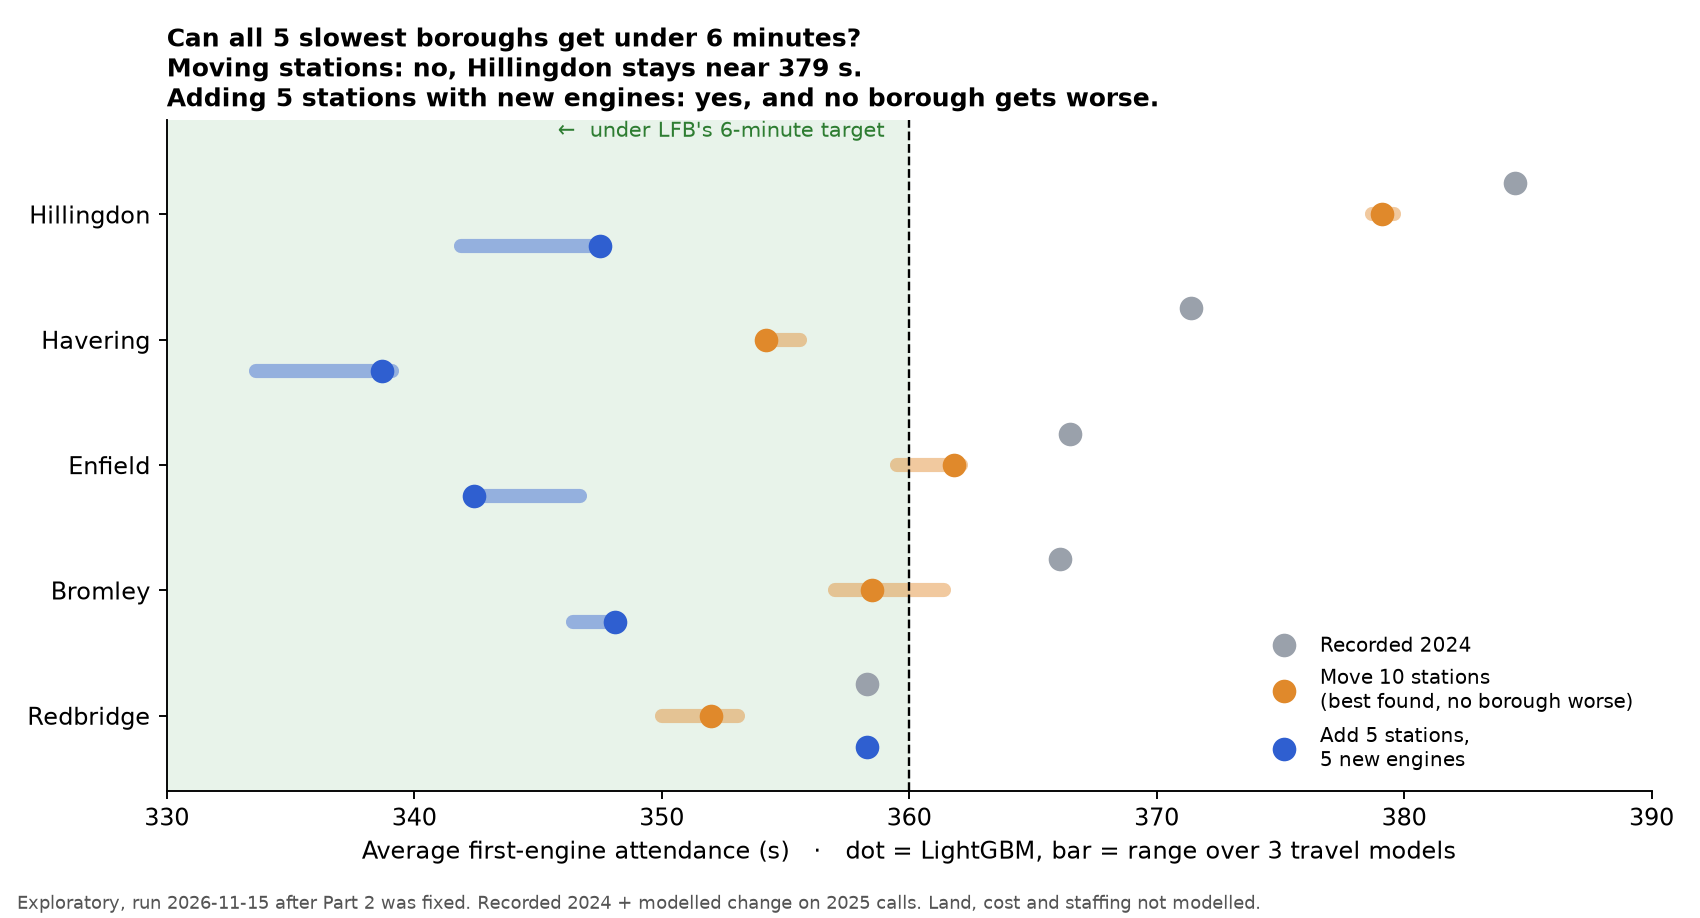 Can all 5 slowest boroughs get under 6 minutes?
Moving stations: no, Hillingdon stays near 379 s.
Adding 5 stations with new engines: yes, and no borough gets worse.
← under LFB's 6-minute target
Hillingdon
Havering
Enfield
Bromley
Redbridge
Recorded 2024
Move 10 stations
(best found, no borough worse)
Add 5 stations,
5 new engines
330 340 350 360 370 380 390
Average first-engine attendance (s) · dot = LightGBM, bar = range over 3 travel models
Exploratory, run 2026-11-15 after Part 2 was fixed. Recorded 2024 + modelled change on 2025 calls. Land, cost and staffing not modelled.